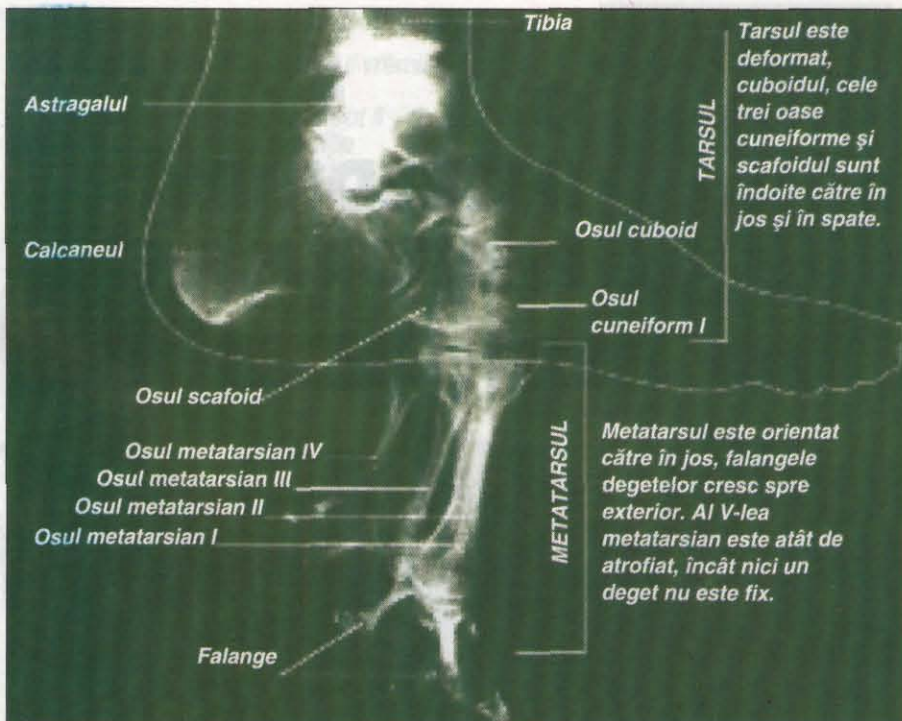 Tibia
Astragalul
Calcaneul
TARSUL
Tarsul este
deformat,
cuboidul, cele
trei oase
cuneiforme și
scafoidul sunt
îndoite către în
jos și în spate.
Osul cuboid
Osul
cuneiform I
Osul scafoid
Osul metatarsian IV
Osul metatarsian III
Osul metatarsian II
Osul metatarsian I
Falange
METATARSUL
Metatarsul este orientat
către în jos, falangele
degetelor cresc spre
exterior. Al V-lea
metatarsian este atât de
atrofiat, încât nici un
deget nu este fix.